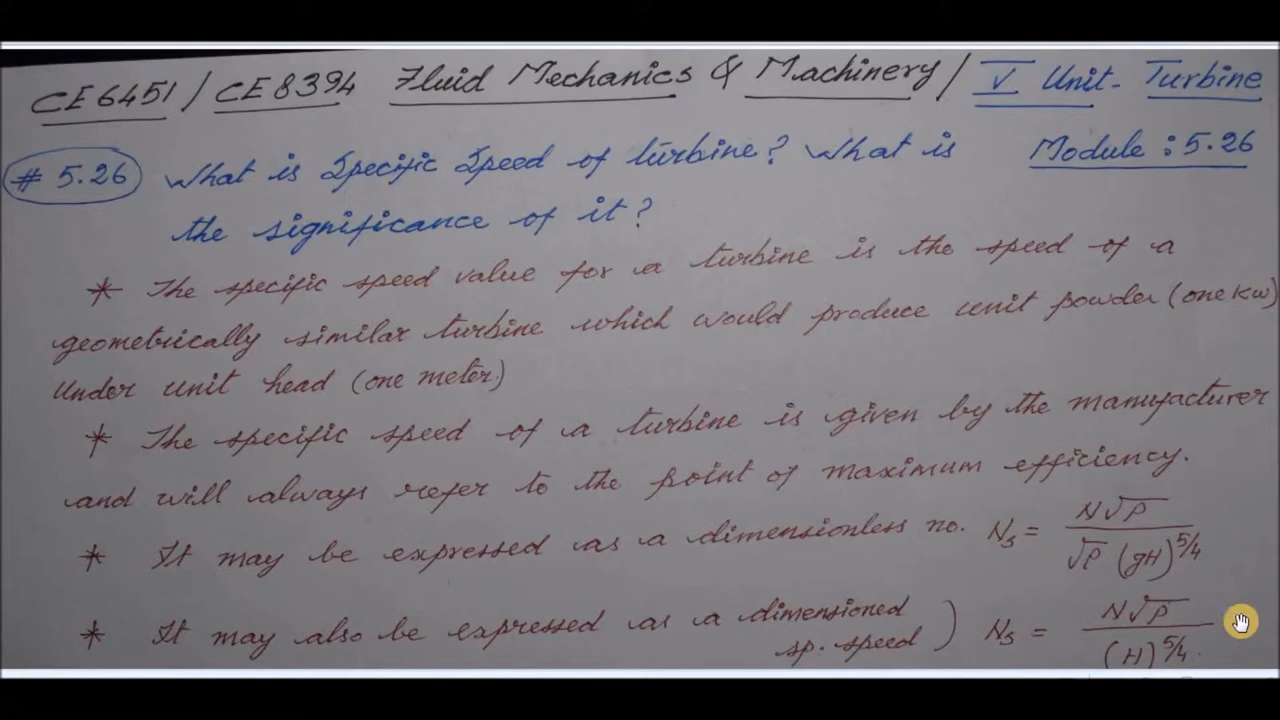 CE6451 / CE8394 Fluid Mechanics & Machinery / V Unit- Turbine
# 5.26 What is Specific Speed of turbine? What is Module : 5.26
the significance of it?
* The specific speed value for a turbine is the speed of a
geometrically similar turbine which would produce unit powder (one KW)
Under unit head (one meter)
* The specific speed of a turbine is given by the manufacturer
and will always refer to the point of maximum efficiency.
* It may be expressed as a dimensionless no. Ns = N√P / √ρ (gH)^5/4
* It may also be expressed as a dimensioned sp. speed) Ns = N√P / (H)^5/4.